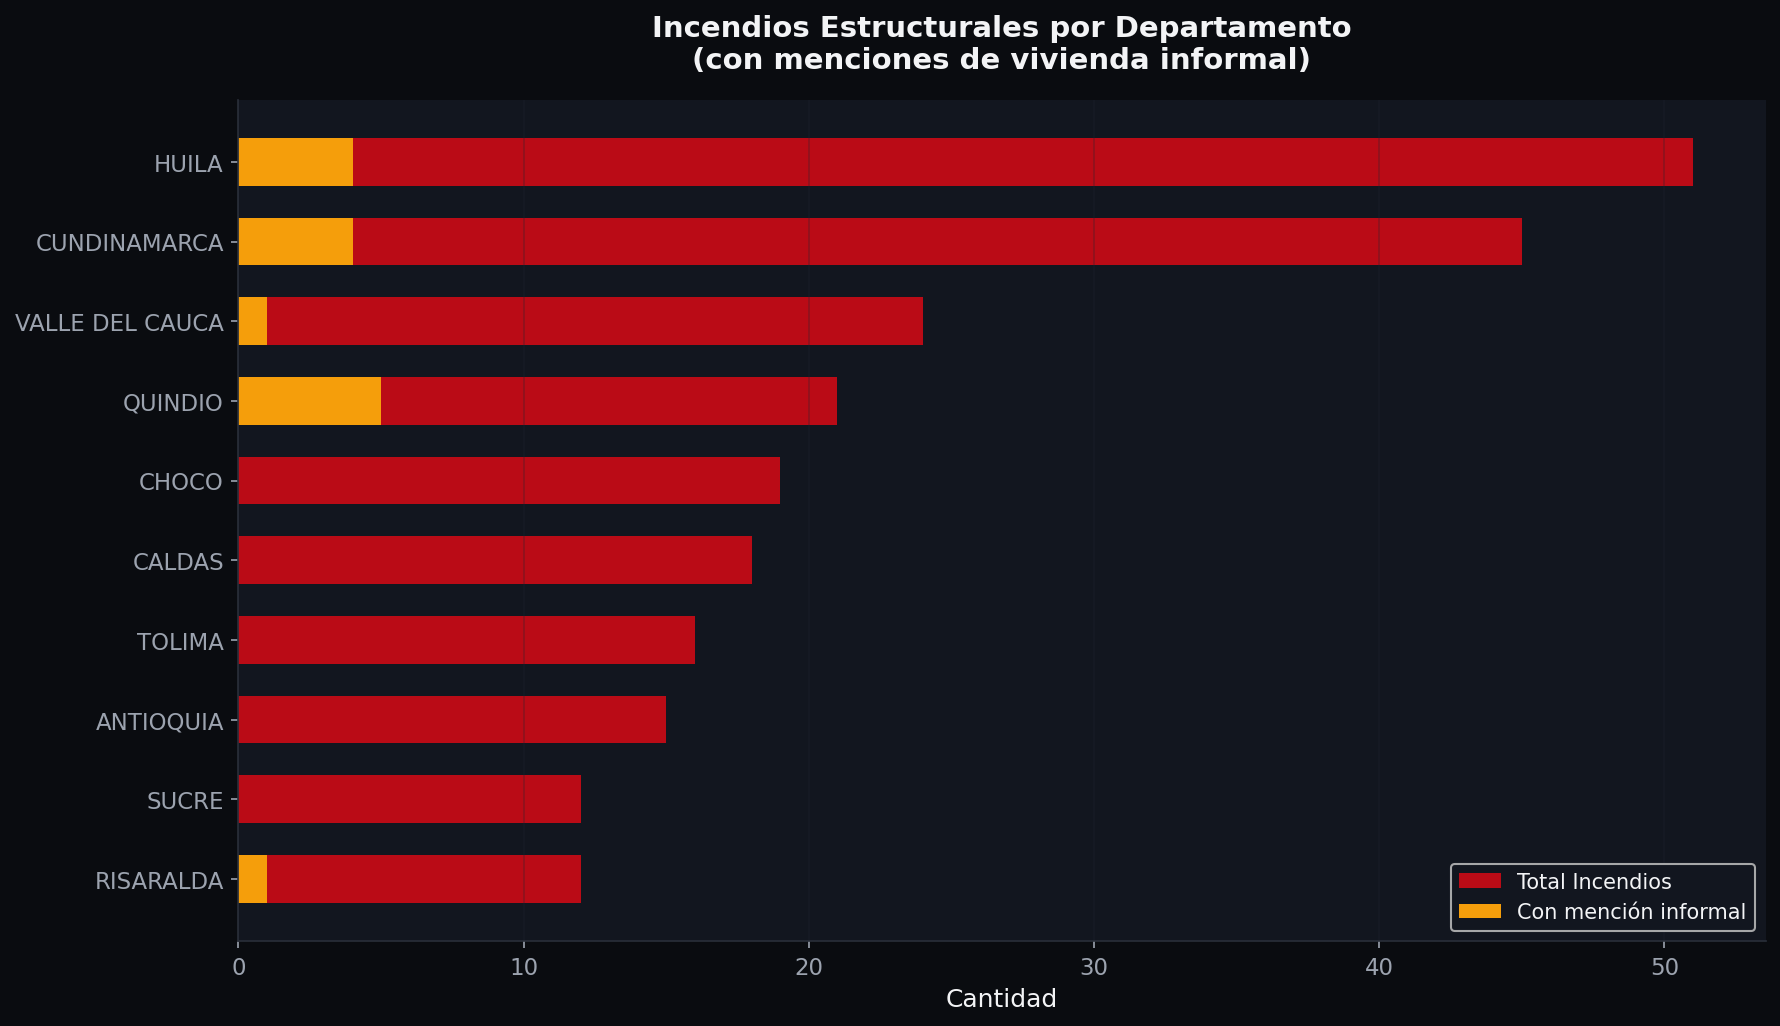 Incendios Estructurales por Departamento
(con menciones de vivienda informal)
HUILA
CUNDINAMARCA
VALLE DEL CAUCA
QUINDIO
CHOCO
CALDAS
TOLIMA
ANTIOQUIA
SUCRE
RISARALDA
Total Incendios
Con mención informal
0 10 20 30 40 50
Cantidad